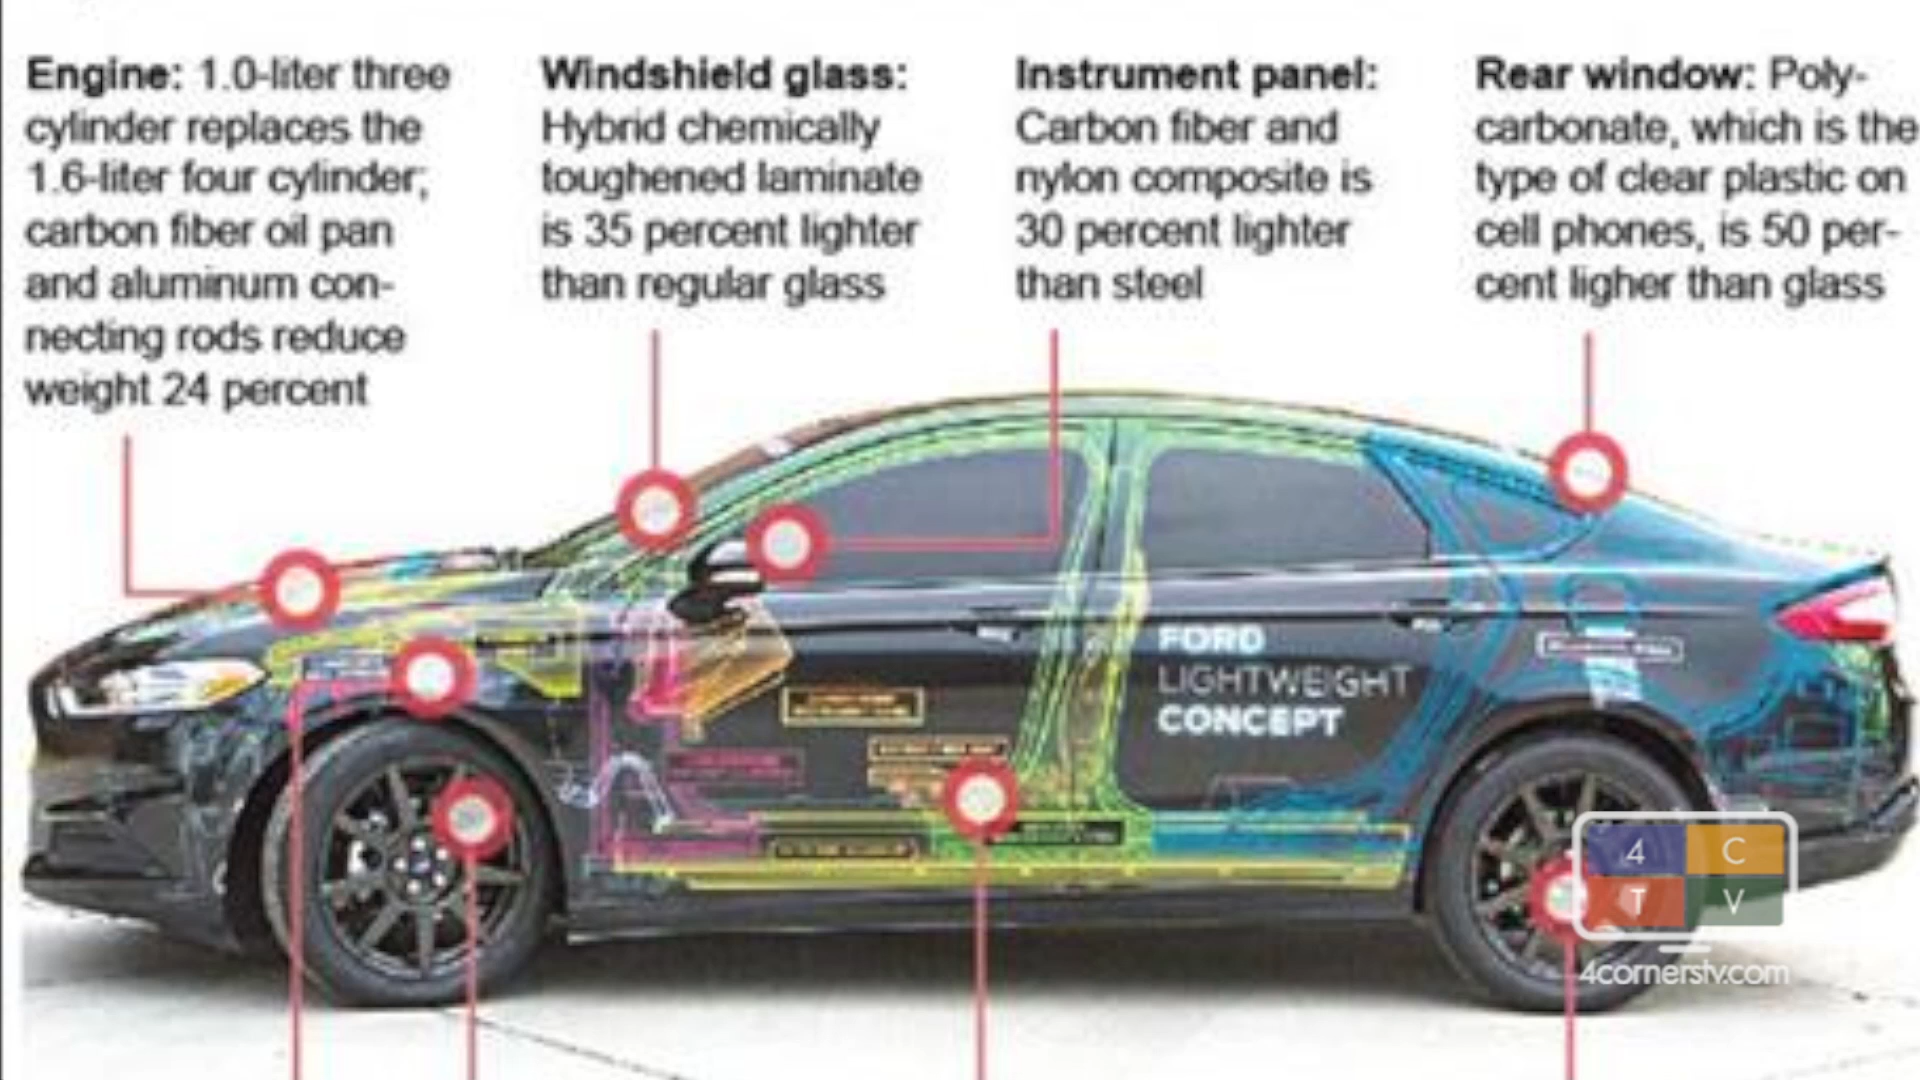 Engine: 1.0-liter three
cylinder replaces the
1.6-liter four cylinder;
carbon fiber oil pan
and aluminum con-
necting rods reduce
weight 24 percent
Windshield glass:
Hybrid chemically
toughened laminate
is 35 percent lighter
than regular glass
Instrument panel:
Carbon fiber and
nylon composite is
30 percent lighter
than steel
Rear window: Poly-
carbonate, which is the
type of clear plastic on
cell phones, is 50 per-
cent ligher than glass
FORD
LIGHTWEIGHT
CONCEPT
4 C
T V
4cornerstv.com